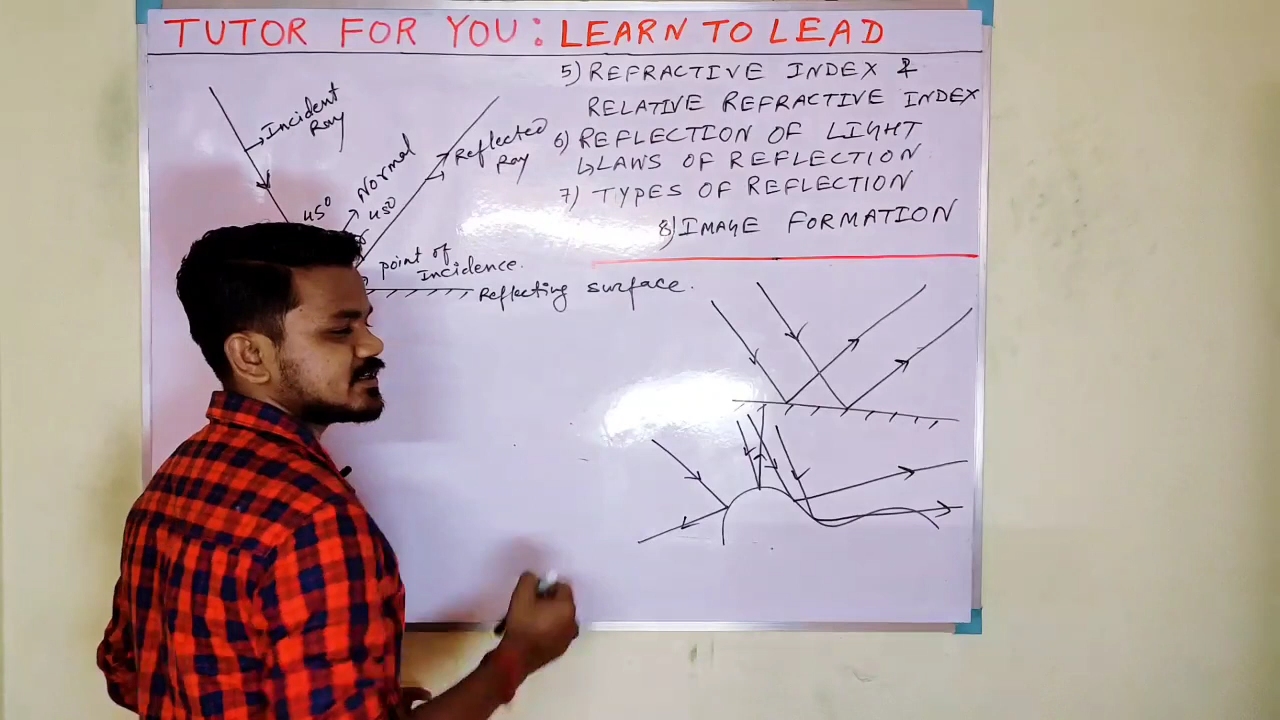 TUTOR FOR YOU: LEARN TO LEAD
5) REFRACTIVE INDEX &
RELATIVE REFRACTIVE INDEX
6) REFLECTION OF LIGHT
↳ LAWS OF REFLECTION
7) TYPES OF REFLECTION
8) IMAGE FORMATION
Incident
Ray
Normal
Reflected
Ray
45°
45°
point of
Incidence.
Reflecting surface.